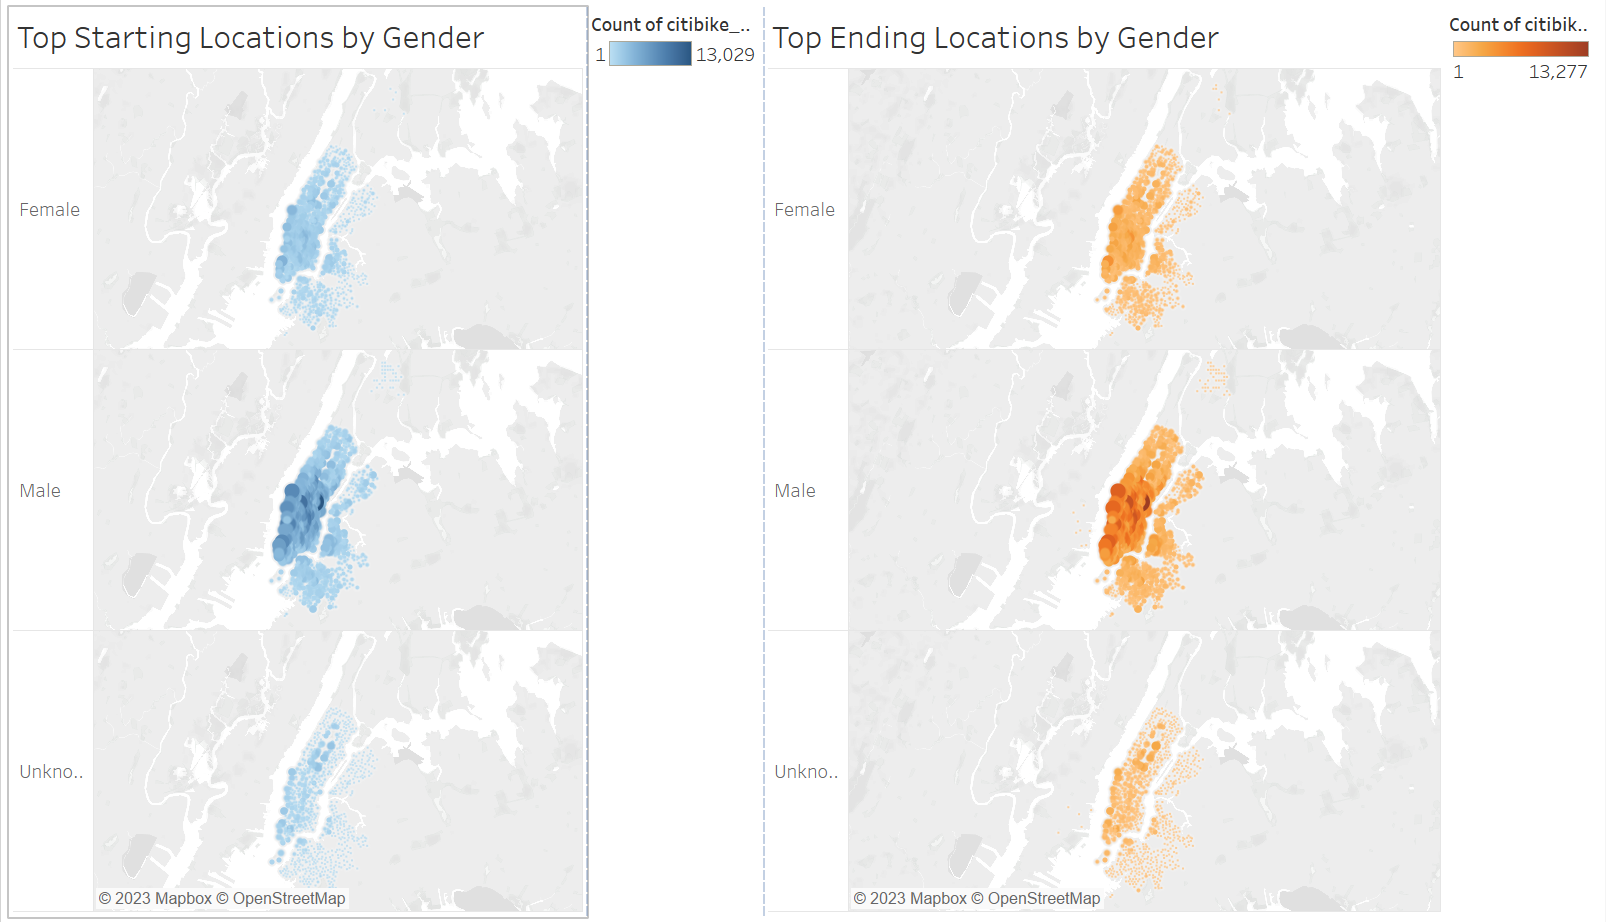 Top Starting Locations by Gender
Count of citibike_..
1 13,029
Female
Male
Unkno..
© 2023 Mapbox © OpenStreetMap
Top Ending Locations by Gender
Count of citibik..
1 13,277
Female
Male
Unkno..
© 2023 Mapbox © OpenStreetMap